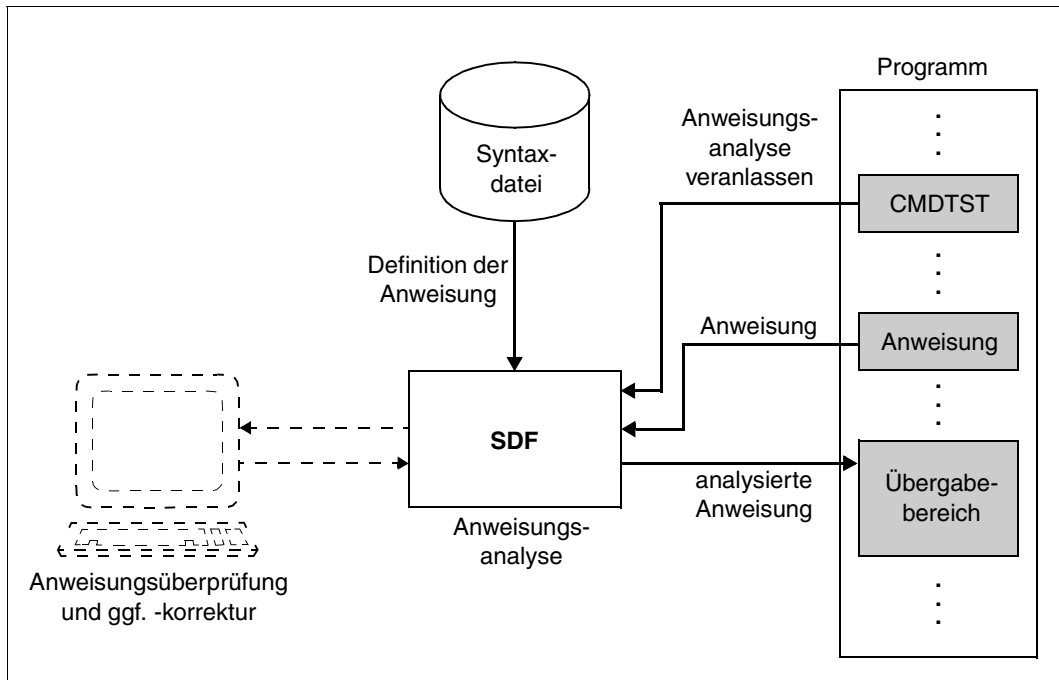 Programm
Anweisungs-
analyse
veranlassen
Syntax-
datei
CMDTST
Definition der
Anweisung
Anweisung
Anweisung
SDF
analysierte
Anweisung
Übergabe-
bereich
Anweisungs-
analyse
Anweisungsüberprüfung
und ggf. -korrektur